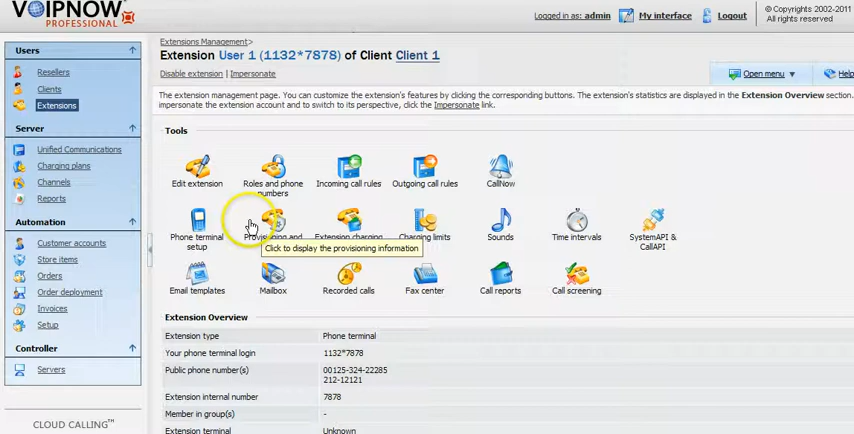 VOIPNOW
PROFESSIONAL
Logged in as: admin
My interface
Logout
© Copyrights 2002-2011
All rights reserved
Users
Resellers
Clients
Extensions
Server
Unified Communications
Charging plans
Channels
Reports
Automation
Customer accounts
Store items
Orders
Order deployment
Invoices
Setup
Controller
Servers
CLOUD CALLING™
Extensions Management>
Extension User 1 (1132*7878) of Client Client 1
Disable extension | Impersonate
Open menu
Help
The extension management page. You can customize the extension's features by clicking the corresponding buttons. The extension's statistics are displayed in the Extension Overview section.
impersonate the extension account and to switch to its perspective, click the Impersonate link.
Tools
Edit extension
Roles and phone
numbers
Incoming call rules
Outgoing call rules
CallNow
Phone terminal
setup
Provisioning and
Extension charging
Charging limits
Sounds
Time intervals
SystemAPI &
CallAPI
Click to display the provisioning information
Email templates
Mailbox
Recorded calls
Fax center
Call reports
Call screening
Extension Overview
Extension type Phone terminal
Your phone terminal login 1132*7878
Public phone number(s) 00125-324-22285
212-12121
Extension internal number 7878
Member in group(s) -
Extension terminal Unknown